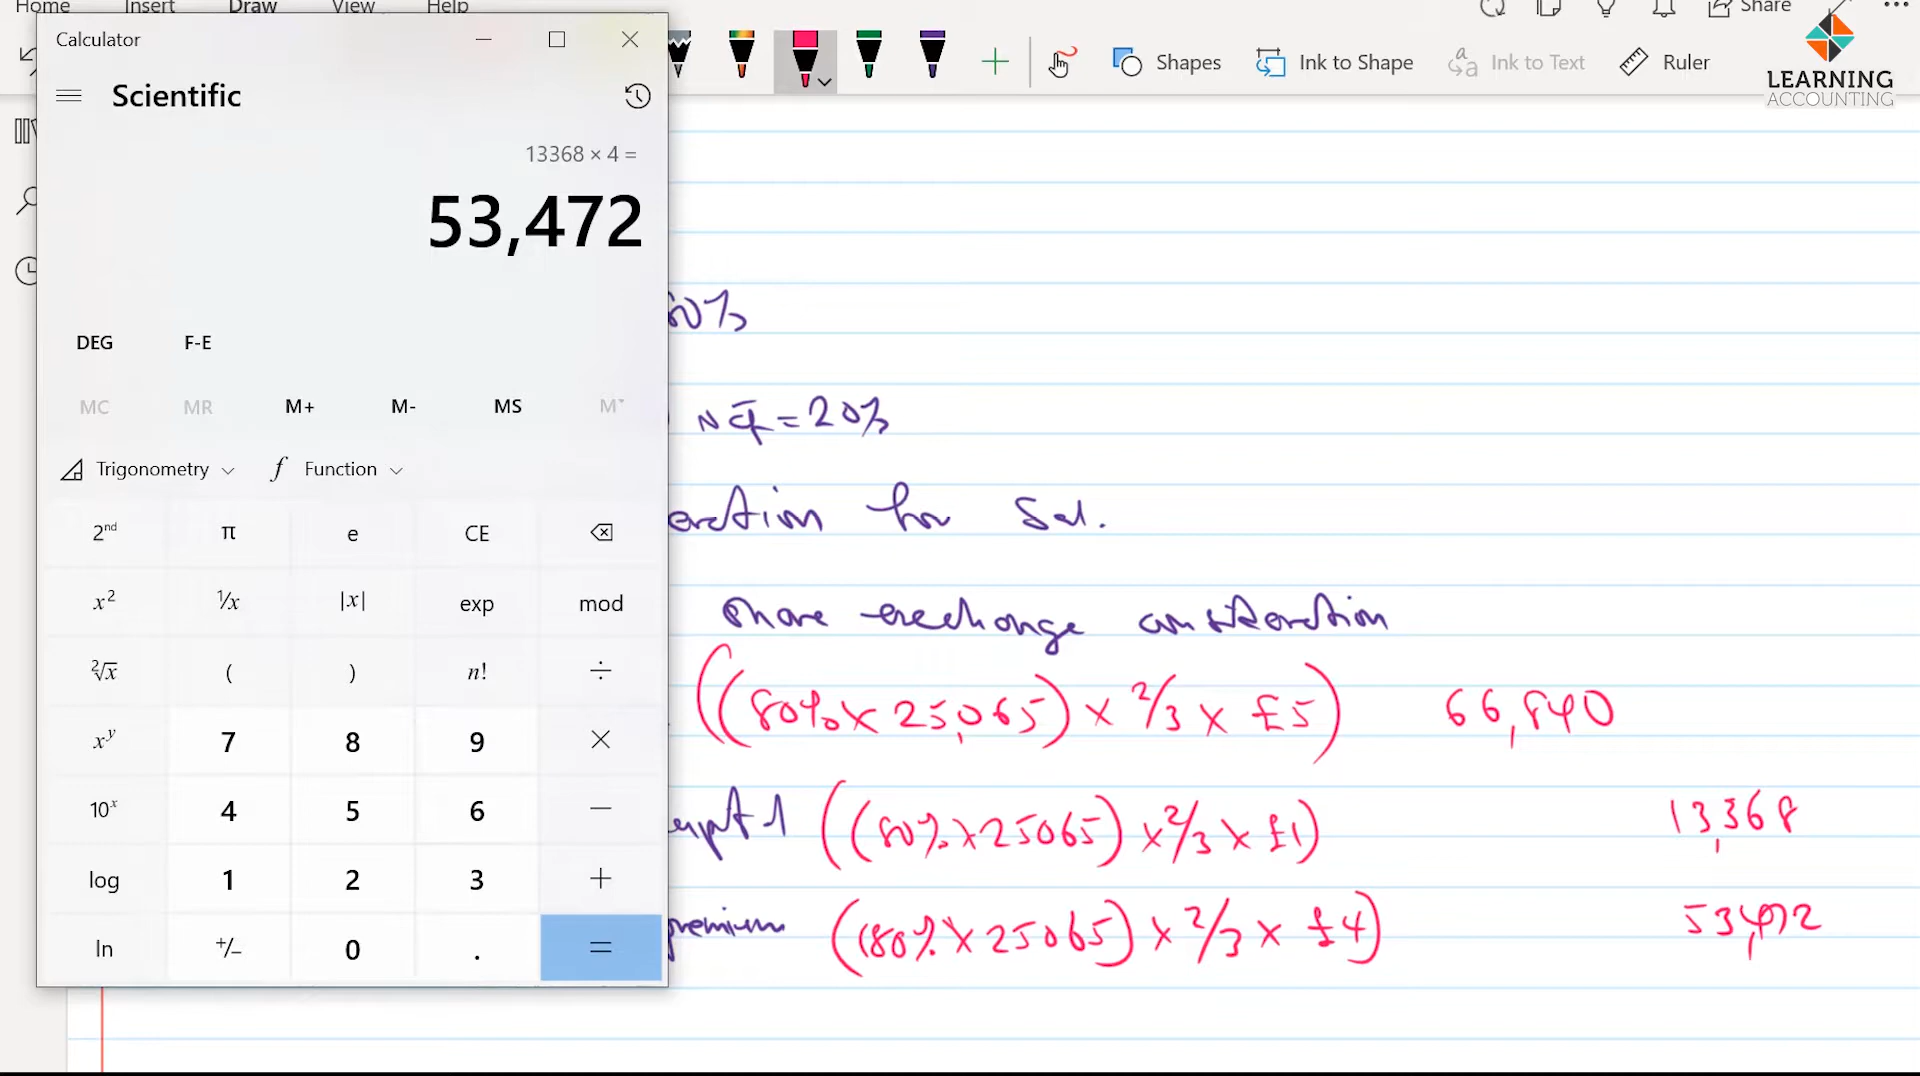 Home Insert Draw View Help Share
Calculator
Shapes Ink to Shape Ink to Text Ruler
LEARNING
ACCOUNTING
Scientific
13368 × 4 =
53,472
DEG F-E
MC MR M+ M- MS M˅
Trigonometry f Function
2nd π e CE
x² ¹/x |x| exp mod
²√x ( ) n! ÷
xʸ 7 8 9 ×
10ˣ 4 5 6 −
log 1 2 3 +
ln +/− 0 . =
80%
= 20%
for
Share exchange consideration
((80% x 25,065) x 2/3 x £5) 66,840
((80% x 25065) x 2/3 x £1) 13,368
premium ((80% x 25065) x 2/3 x £4) 53,472